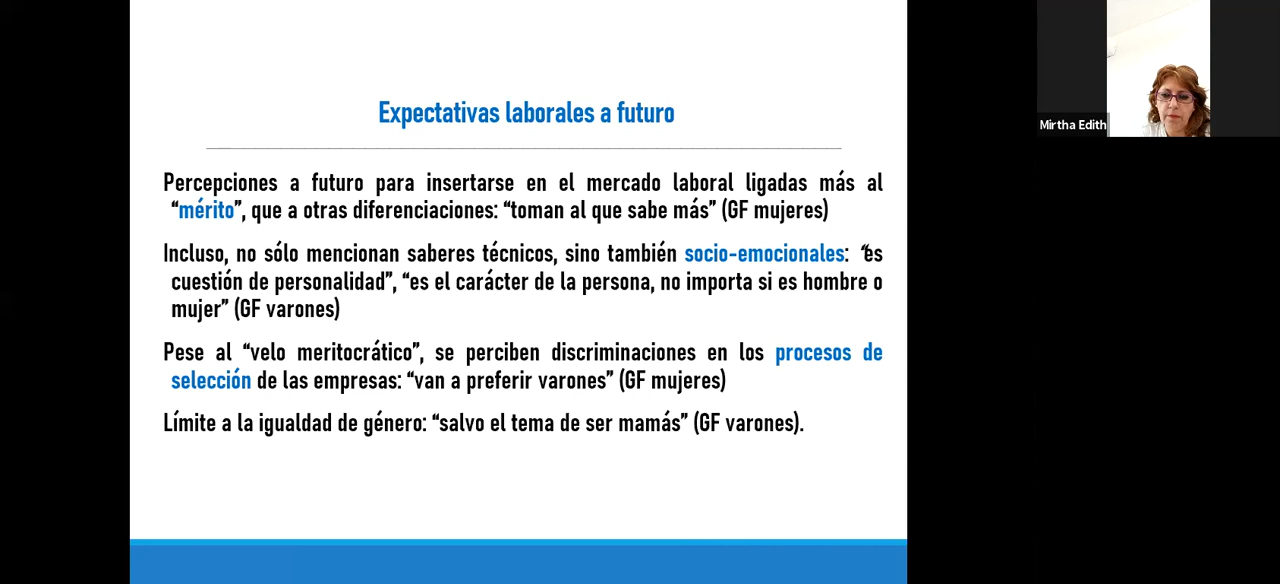 Expectativas laborales a futuro
Mirtha Edith
Percepciones a futuro para insertarse en el mercado laboral ligadas más al
“mérito”, que a otras diferenciaciones: “toman al que sabe más” (GF mujeres)
Incluso, no sólo mencionan saberes técnicos, sino también socio-emocionales: “es
cuestión de personalidad”, “es el carácter de la persona, no importa si es hombre o
mujer” (GF varones)
Pese al “velo meritocrático”, se perciben discriminaciones en los procesos de
selección de las empresas: “van a preferir varones” (GF mujeres)
Límite a la igualdad de género: “salvo el tema de ser mamás” (GF varones).